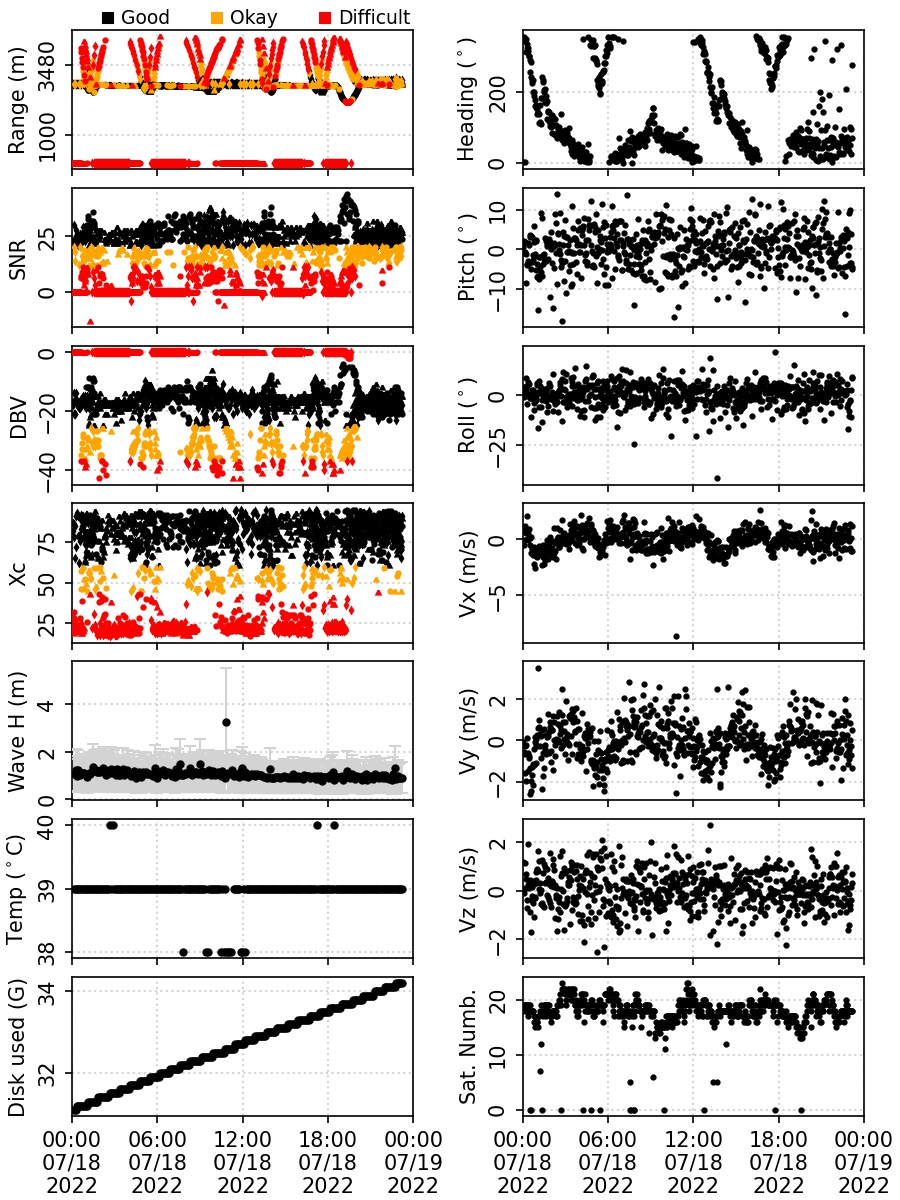 Good Okay Difficult
Range (m)
3480
1000
Heading (°)
200
0
SNR
25
0
Pitch (°)
10
0
−10
DBV
0
−20
−40
Roll (°)
0
−25
Xc
75
50
25
Vx (m/s)
0
−5
Wave H (m)
4
2
0
Vy (m/s)
2
0
−2
Temp (°C)
40
39
38
Vz (m/s)
2
0
−2
Disk used (G)
34
32
Sat. Numb.
20
10
0
00:00 06:00 12:00 18:00 00:00
07/18 07/18 07/18 07/18 07/19
2022 2022 2022 2022 2022
00:00 06:00 12:00 18:00 00:00
07/18 07/18 07/18 07/18 07/19
2022 2022 2022 2022 2022